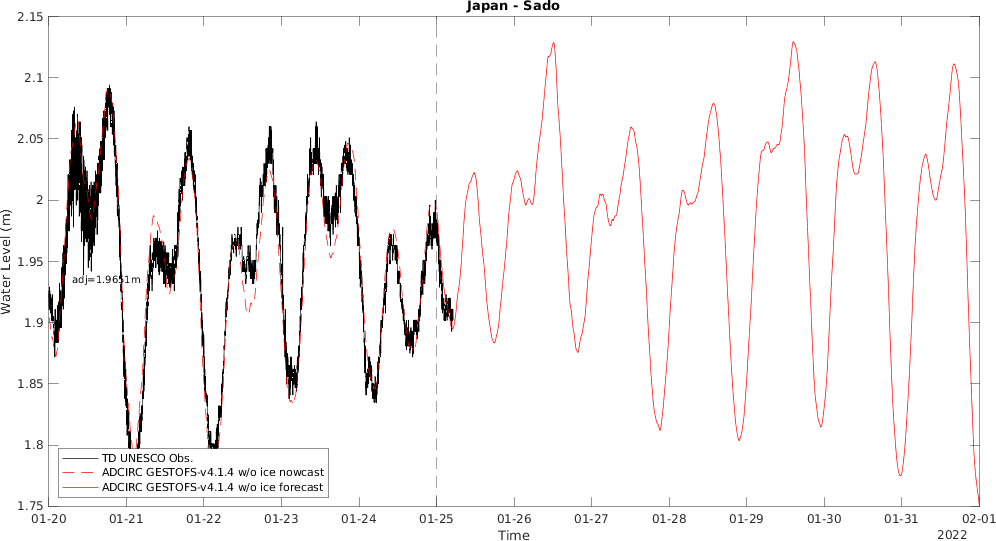 Japan - Sado
2.15
2.1
2.05
2
1.95
1.9
1.85
1.8
1.75
Water Level (m)
adj=1.9651m
TD UNESCO Obs.
ADCIRC GESTOFS-v4.1.4 w/o ice nowcast
ADCIRC GESTOFS-v4.1.4 w/o ice forecast
01-20 01-21 01-22 01-23 01-24 01-25 01-26 01-27 01-28 01-29 01-30 01-31 02-01
Time
2022